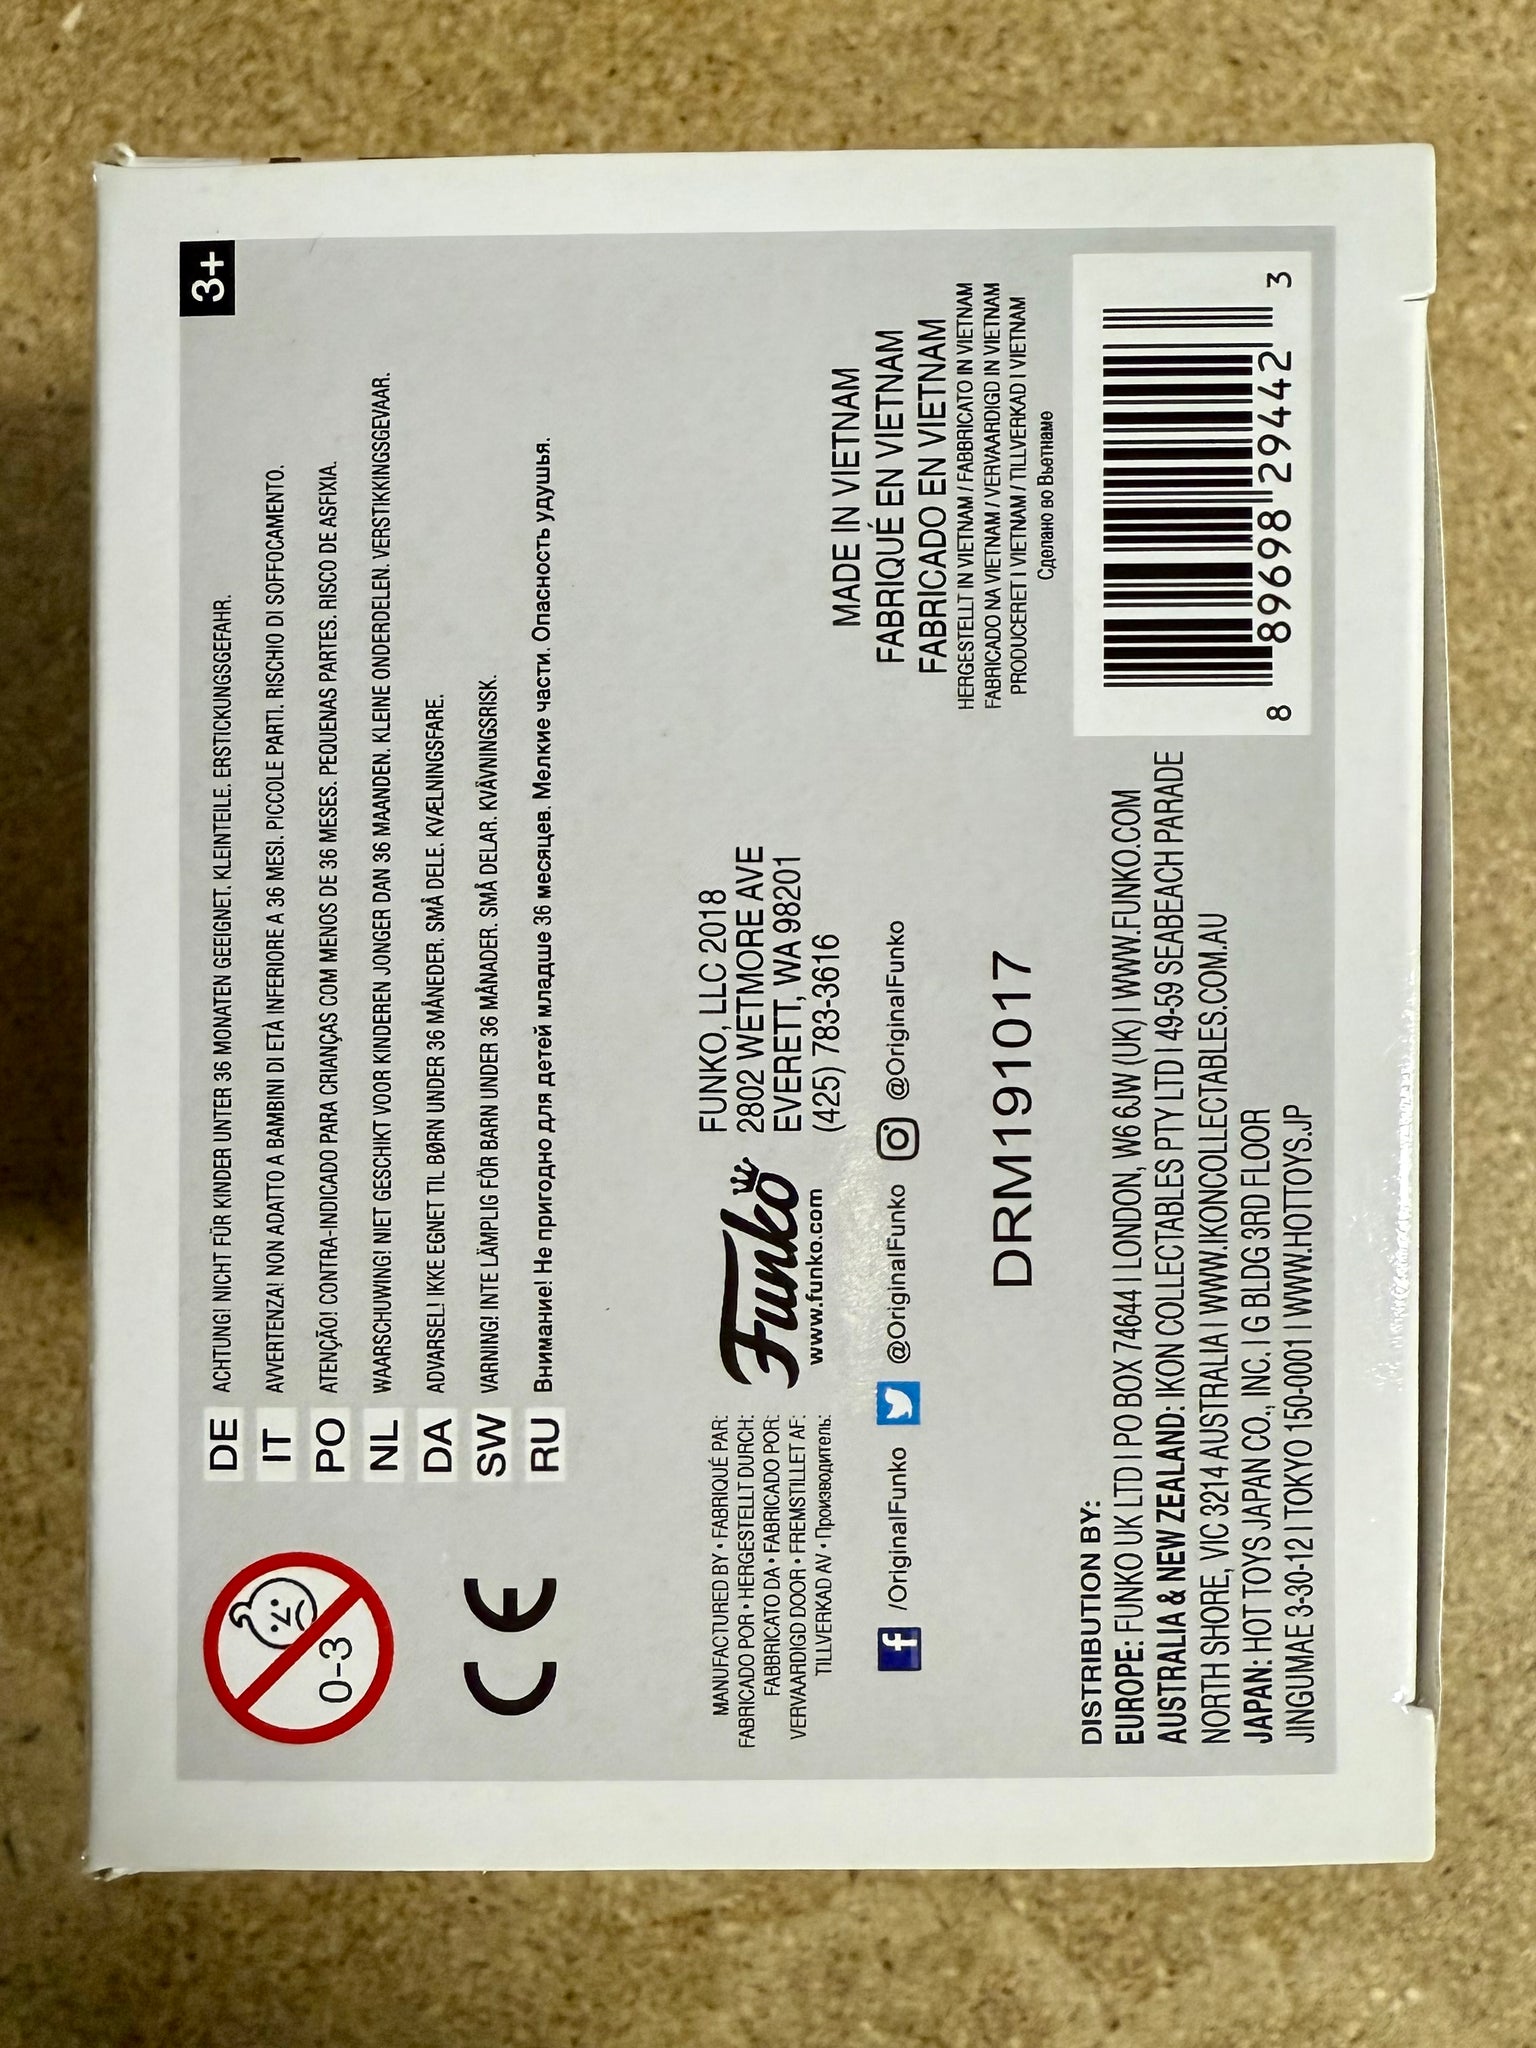 3+
0-3
DE ACHTUNG! NICHT FÜR KINDER UNTER 36 MONATEN GEEIGNET. KLEINTEILE. ERSTICKUNGSGEFAHR.
IT AVVERTENZA! NON ADATTO A BAMBINI DI ETÀ INFERIORE A 36 MESI. PICCOLE PARTI. RISCHIO DI SOFFOCAMENTO.
PO ATENÇÃO! CONTRA-INDICADO PARA CRIANÇAS COM MENOS DE 36 MESES. PEQUENAS PARTES. RISCO DE ASFIXIA.
NL WAARSCHUWING! NIET GESCHIKT VOOR KINDEREN JONGER DAN 36 MAANDEN. KLEINE ONDERDELEN. VERSTIKKINGSGEVAAR.
DA ADVARSEL! IKKE EGNET TIL BØRN UNDER 36 MÅNEDER. SMÅ DELE. KVÆLNINGSFARE.
SW VARNING! INTE LÄMPLIG FÖR BARN UNDER 36 MÅNADER. SMÅ DELAR. KVÄVNINGSRISK.
RU Внимание! Не пригодно для детей младше 36 месяцев. Мелкие части. Опасность удушья.
CE
MANUFACTURED BY • FABRIQUÉ PAR:
FABRICADO POR • HERGESTELLT DURCH:
FABBRICATO DA • FABRICADO POR:
VERVAARDIGD DOOR • FREMSTILLET AF:
TILLVERKAD AV • Производитель:
Funko
www.funko.com
FUNKO, LLC 2018
2802 WETMORE AVE
EVERETT, WA 98201
(425) 783-3616
/OriginalFunko @OriginalFunko @OriginalFunko
DRM191017
MADE IN VIETNAM
FABRIQUÉ EN VIETNAM
FABRICADO EN VIETNAM
HERGESTELLT IN VIETNAM / FABBRICATO IN VIETNAM
FABRICADO NA VIETNAM / VERVAARDIGD IN VIETNAM
PRODUCERET I VIETNAM / TILLVERKAD I VIETNAM
Сделано во Вьетнаме
DISTRIBUTION BY:
EUROPE: FUNKO UK LTD | PO BOX 74644 | LONDON, W6 6JW (UK) | WWW.FUNKO.COM
AUSTRALIA & NEW ZEALAND: IKON COLLECTABLES PTY LTD | 49-59 SEABEACH PARADE
NORTH SHORE, VIC 3214 AUSTRALIA | WWW.IKONCOLLECTABLES.COM.AU
JAPAN: HOT TOYS JAPAN CO., INC. | G BLDG 3RD FLOOR
JINGUMAE 3-30-12 | TOKYO 150-0001 | WWW.HOTTOYS.JP
8 89698 29442 3